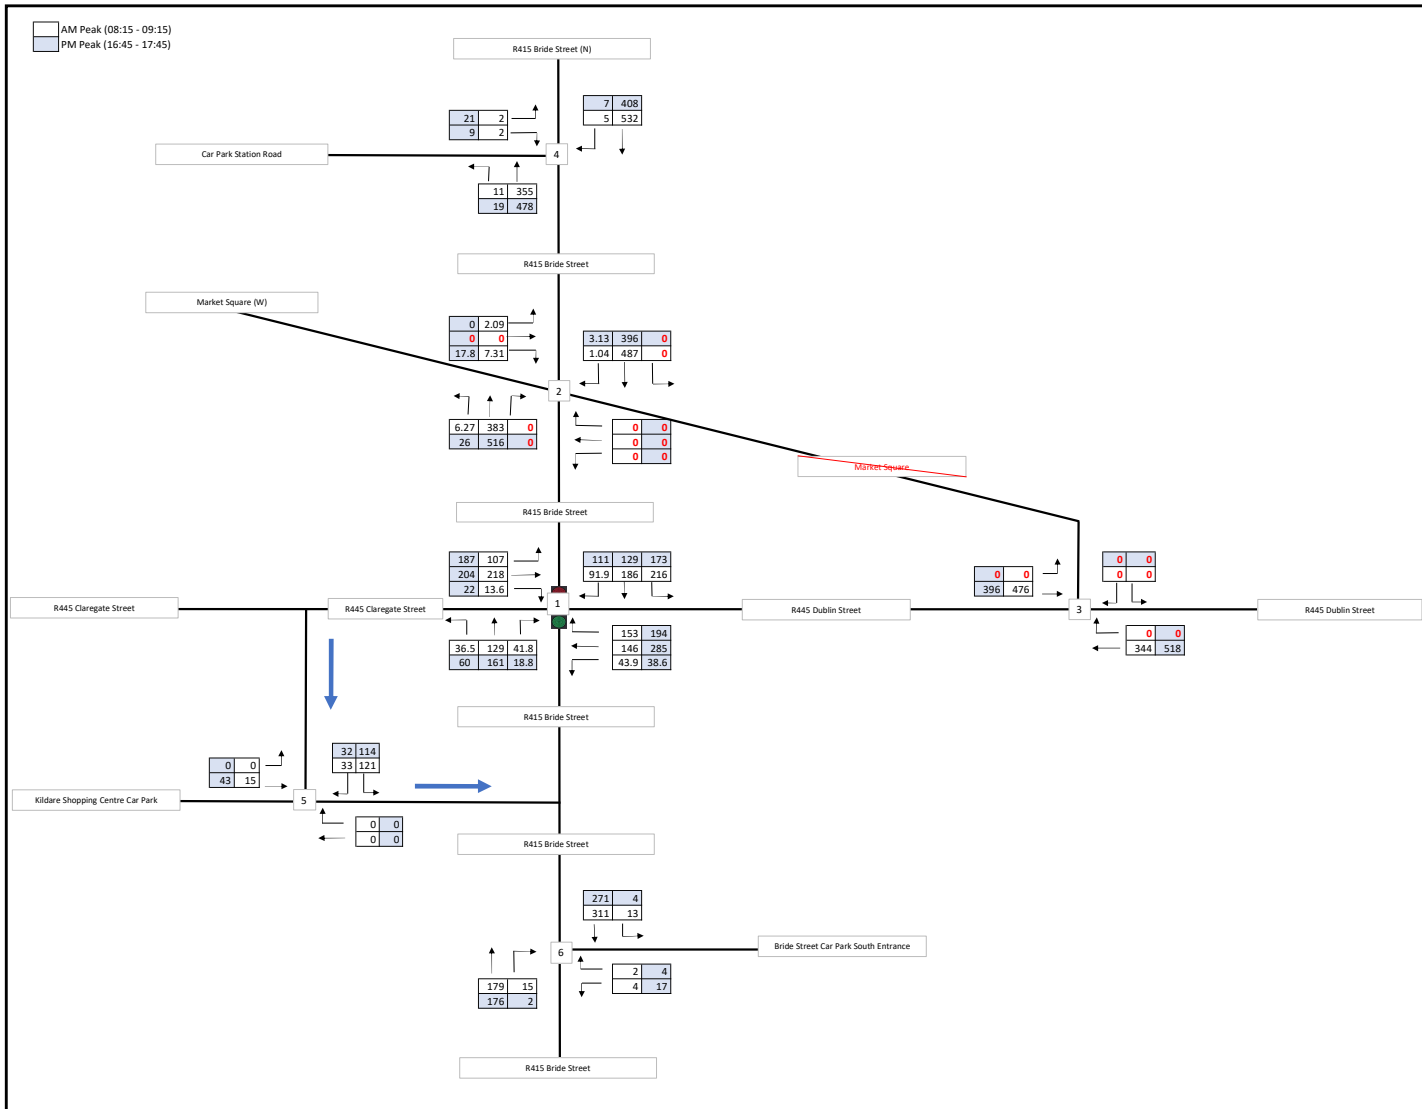 AM Peak (08:15 - 09:15)
PM Peak (16:45 - 17:45)
R415 Bride Street (N)
7 408
5 532
21 2
9 2
Car Park Station Road
4
11 355
19 478
R415 Bride Street
Market Square (W)
0 2.09
0 0
17.8 7.31
3.13 396 0
1.04 487 0
2
6.27 383 0
26 516 0
0 0
0 0
0 0
Market Square
R415 Bride Street
187 107
204 218
22 13.6
111 129 173
91.9 186 216
0 0
396 476
0 0
0 0
R445 Claregate Street
R445 Claregate Street
1
R445 Dublin Street
3
R445 Dublin Street
36.5 129 41.8
60 161 18.8
153 194
146 285
43.9 38.6
0 0
344 518
R415 Bride Street
32 114
33 121
0 0
43 15
Kildare Shopping Centre Car Park
5
0 0
0 0
R415 Bride Street
271 4
311 13
6
Bride Street Car Park South Entrance
179 15
176 2
2 4
4 17
R415 Bride Street